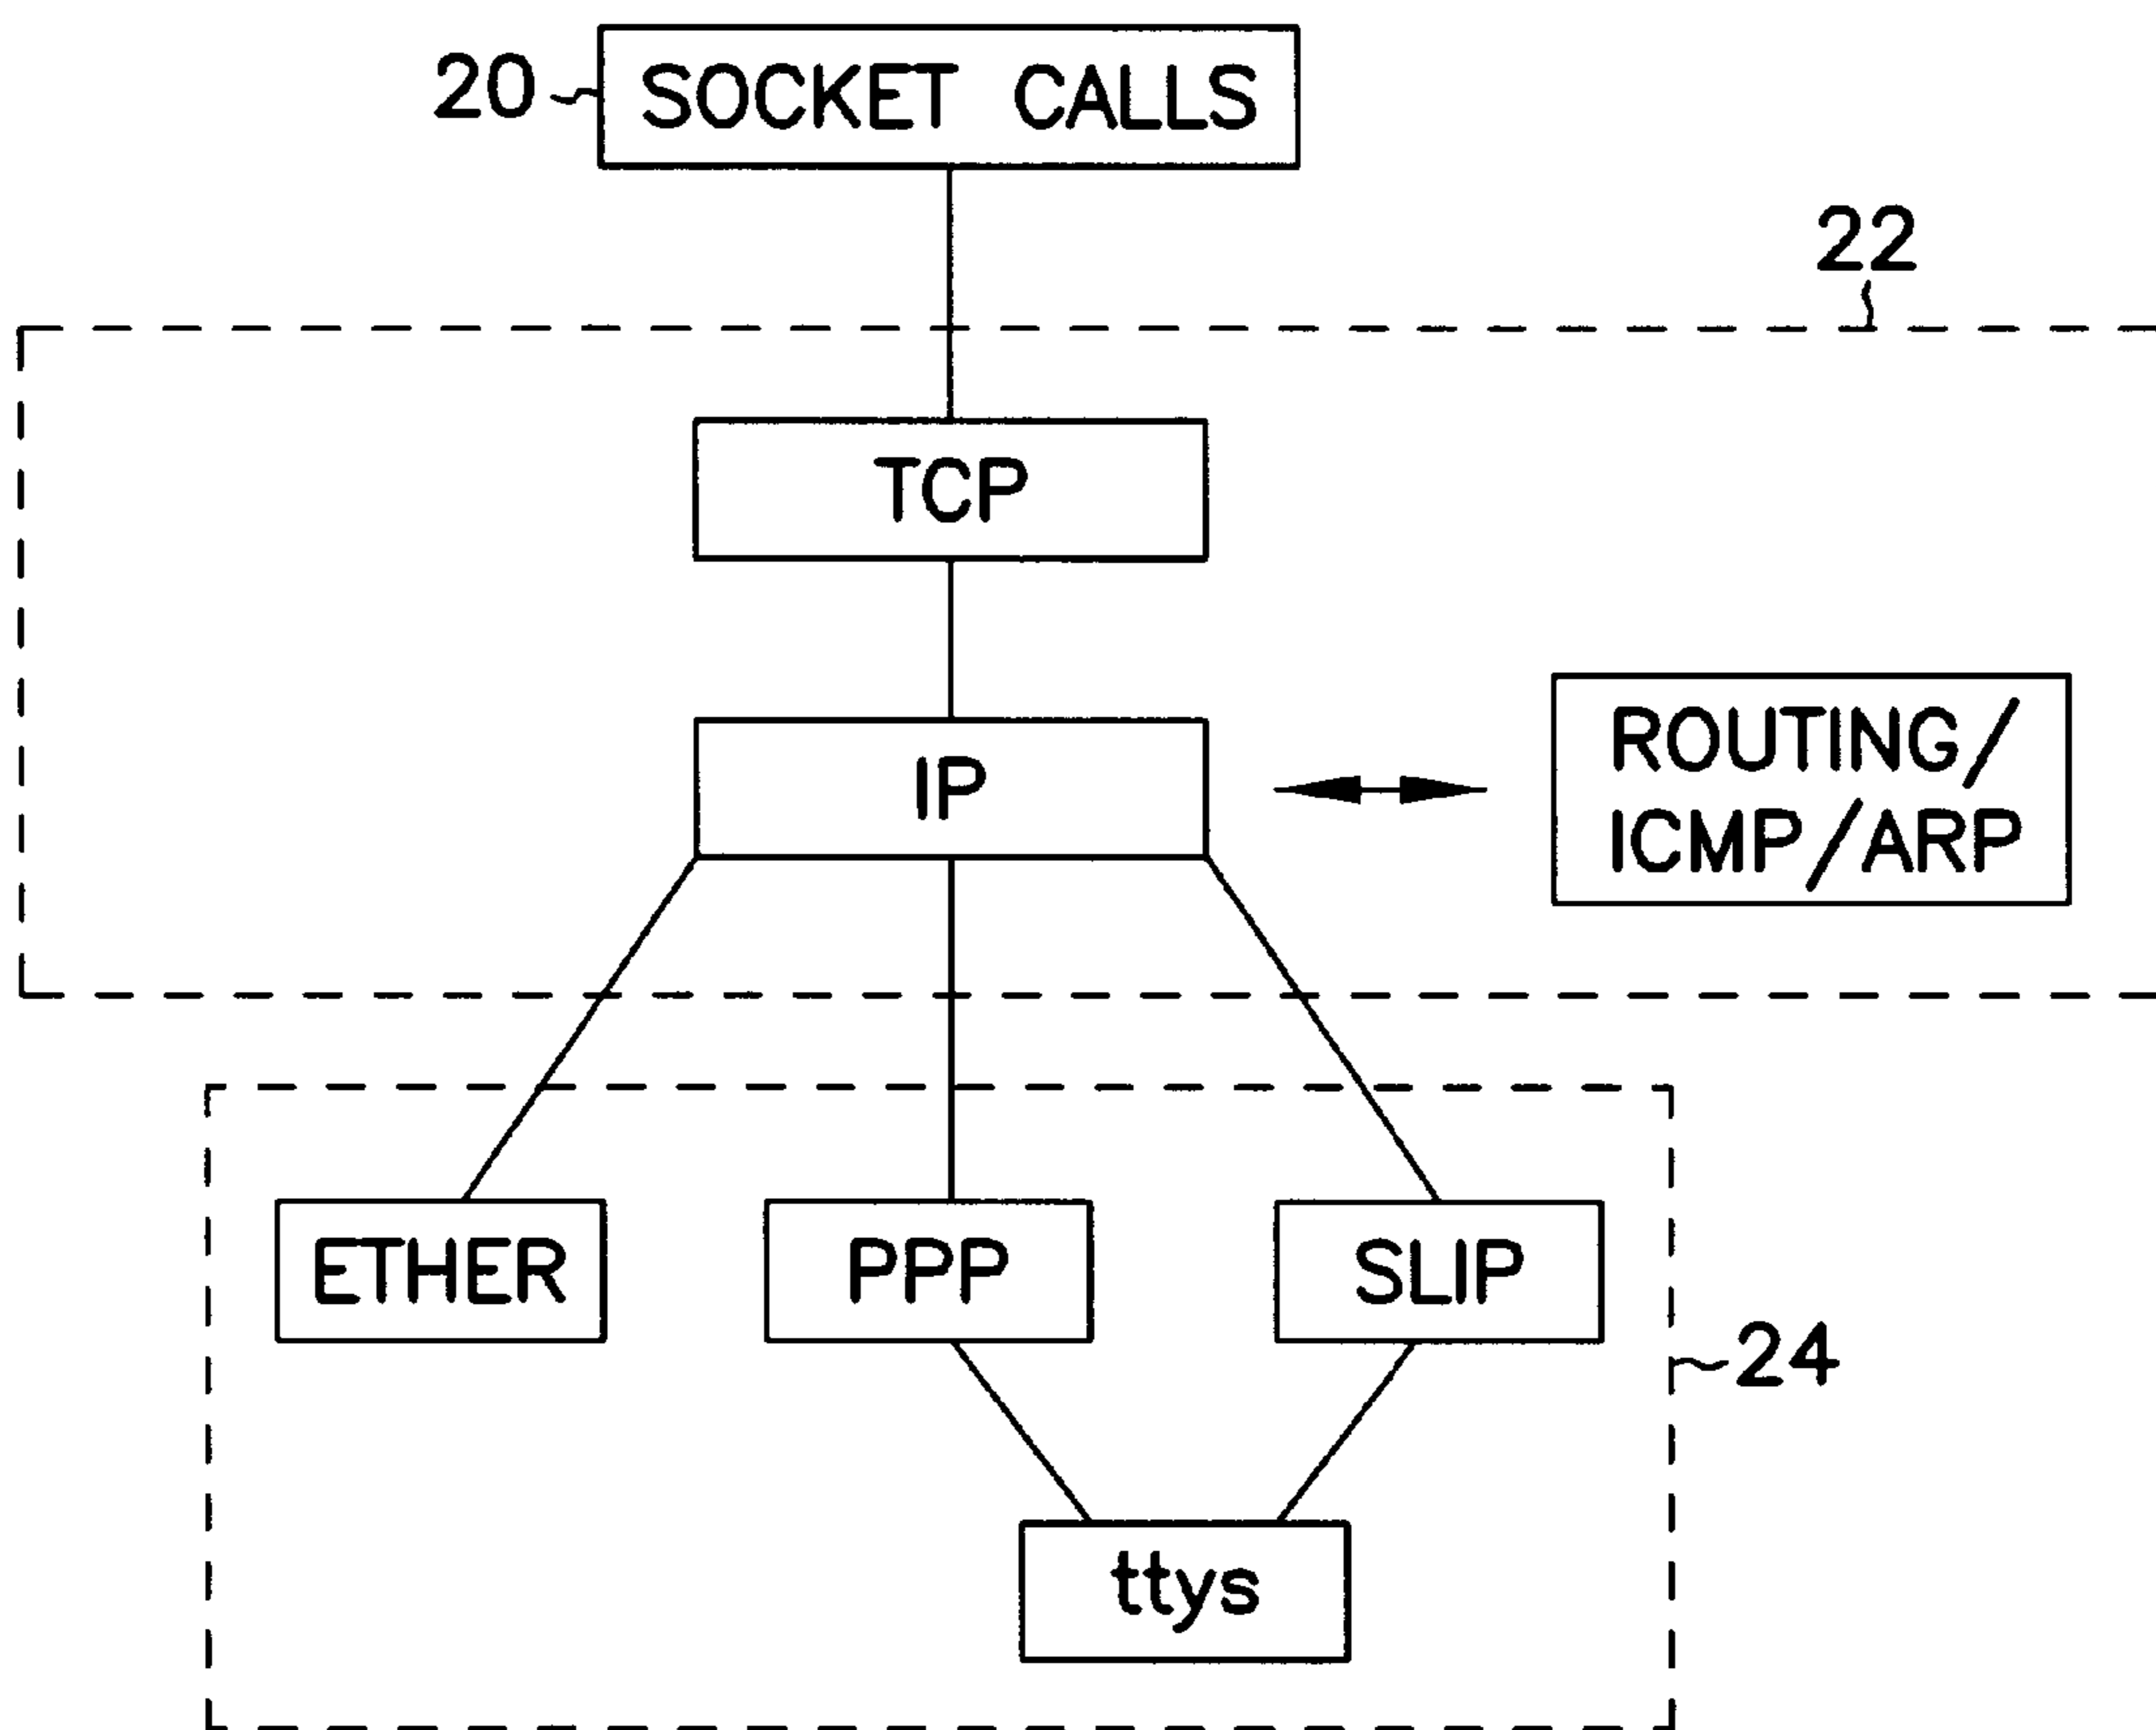 20
SOCKET CALLS
22
TCP
IP
ROUTING/
ICMP/ARP
ETHER
PPP
SLIP
24
ttys